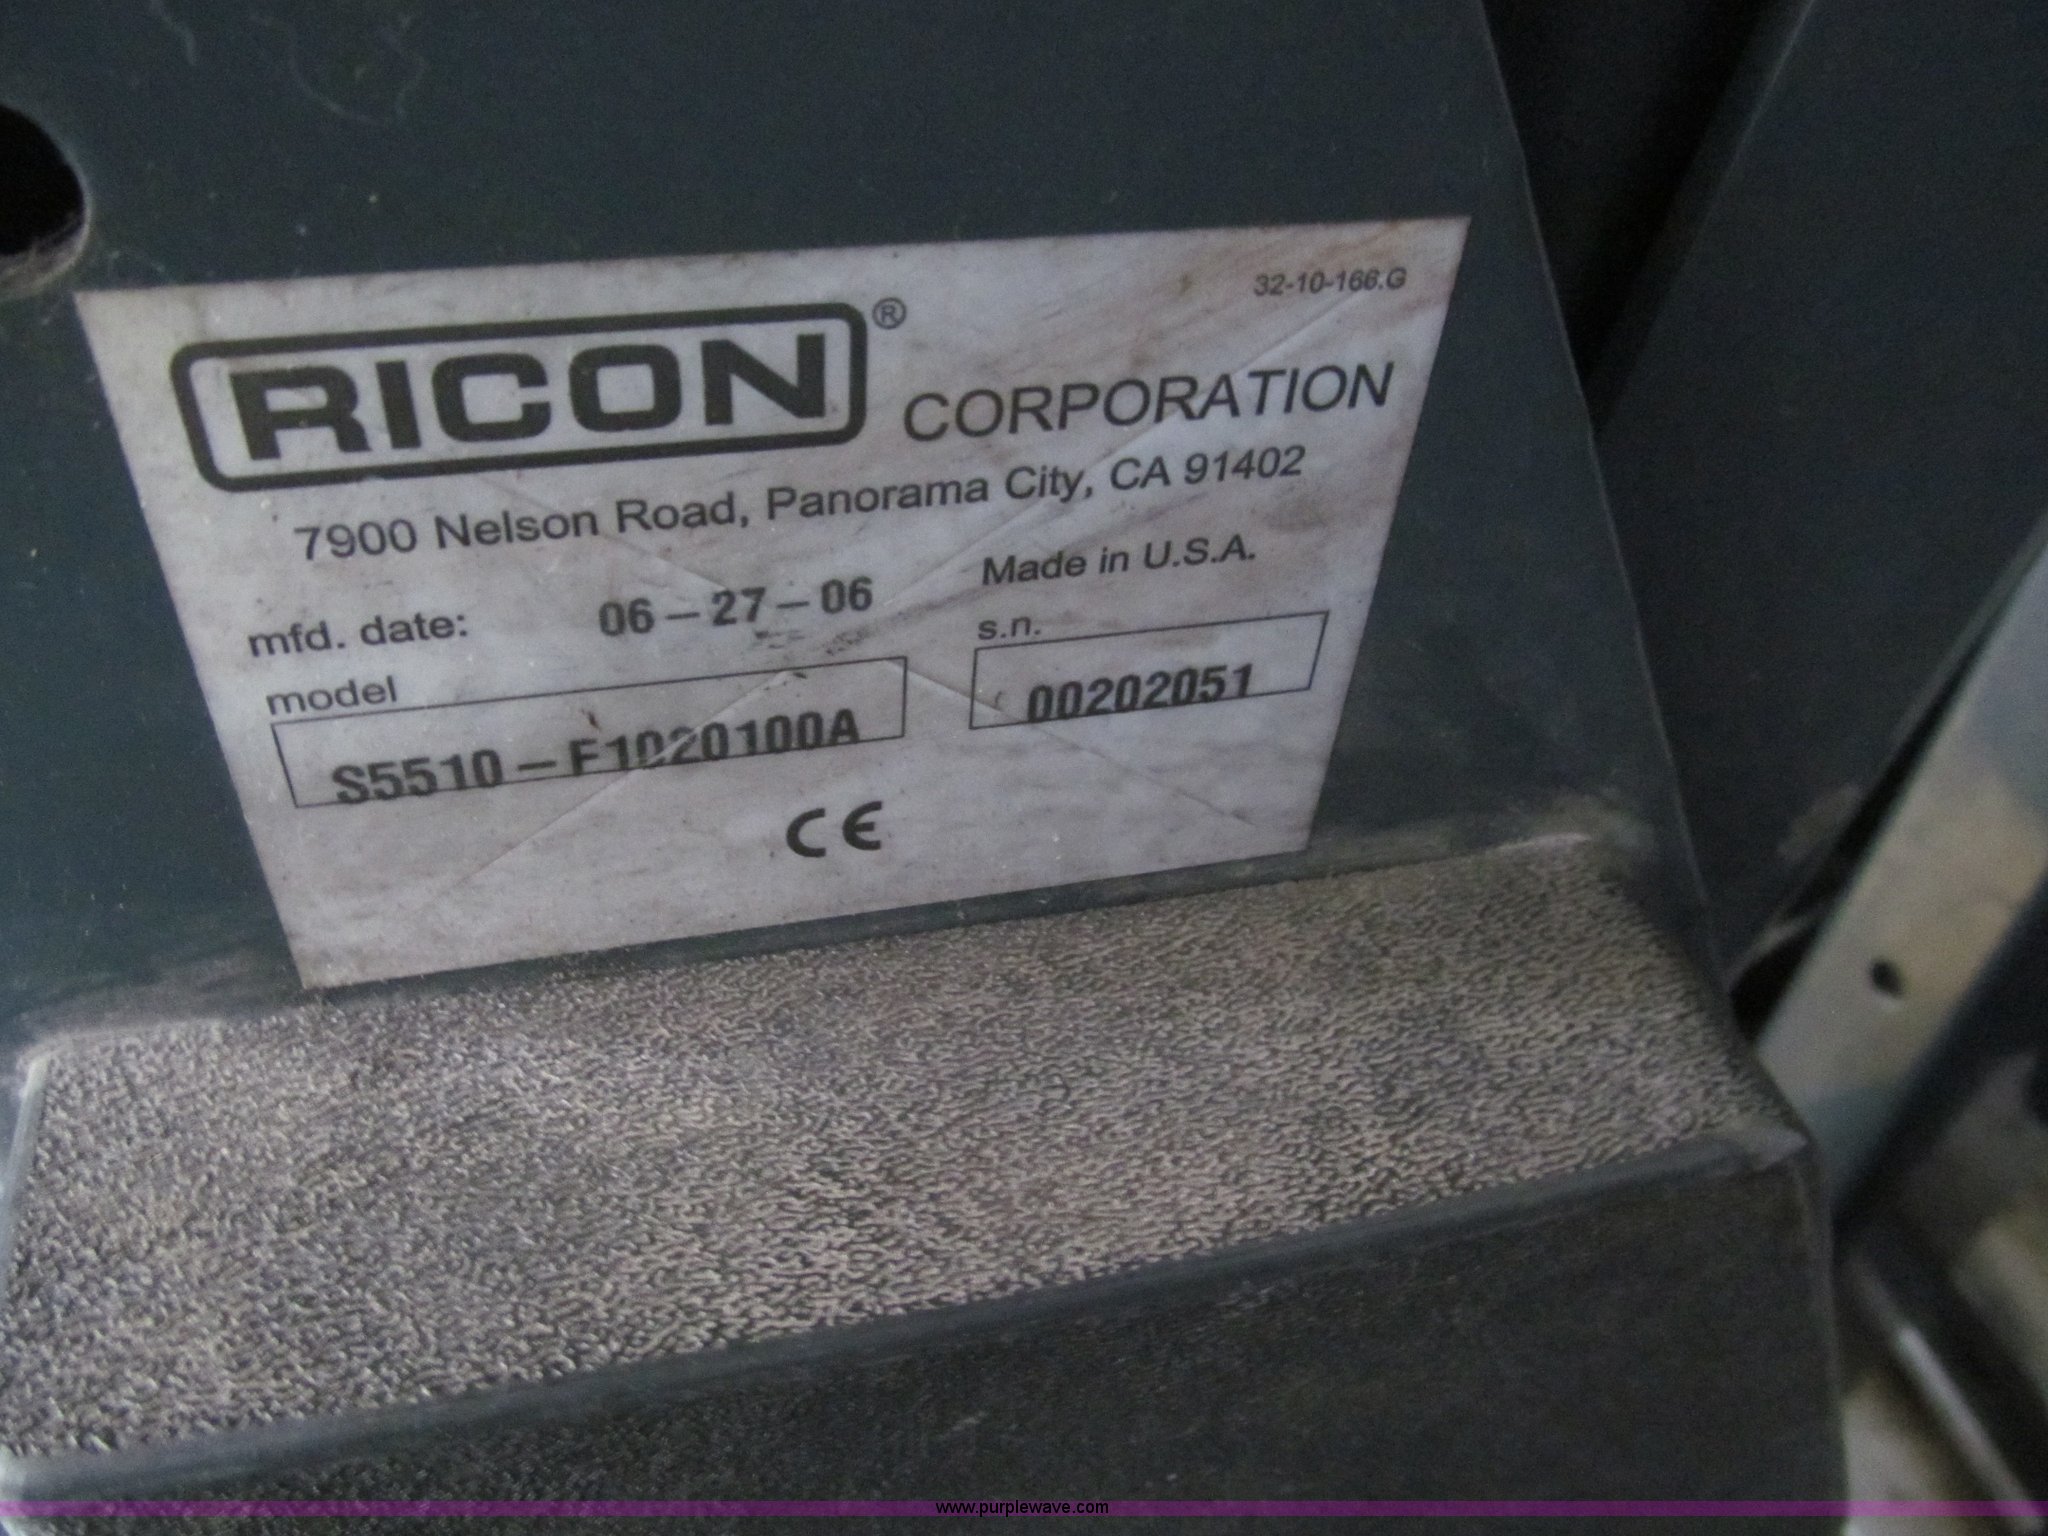 32-10-166.G
RICON® CORPORATION
7900 Nelson Road, Panorama City, CA 91402
mfd. date: 06-27-06 Made in U.S.A.
model s.n.
S5510-F1020100A 00202051
CE
www.purplewave.com